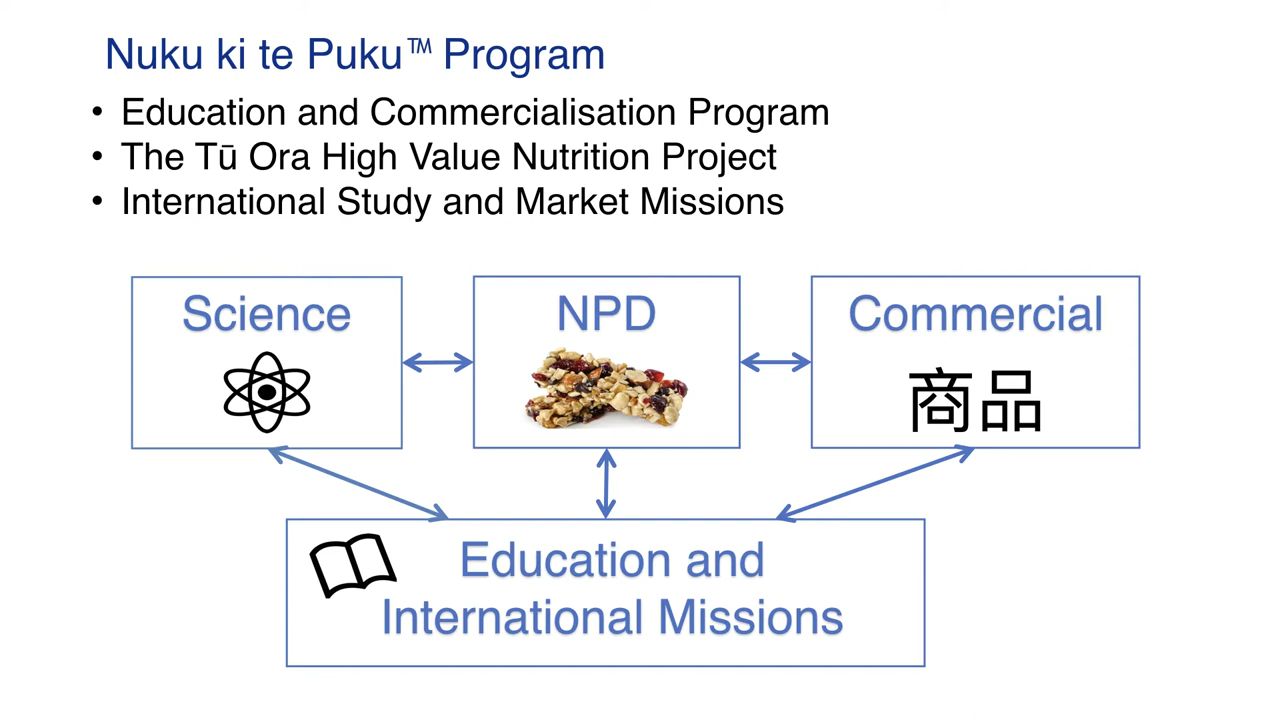 Nuku ki te Puku™ Program
• Education and Commercialisation Program
• The Tū Ora High Value Nutrition Project
• International Study and Market Missions
Science
NPD
Commercial
商品
Education and
International Missions